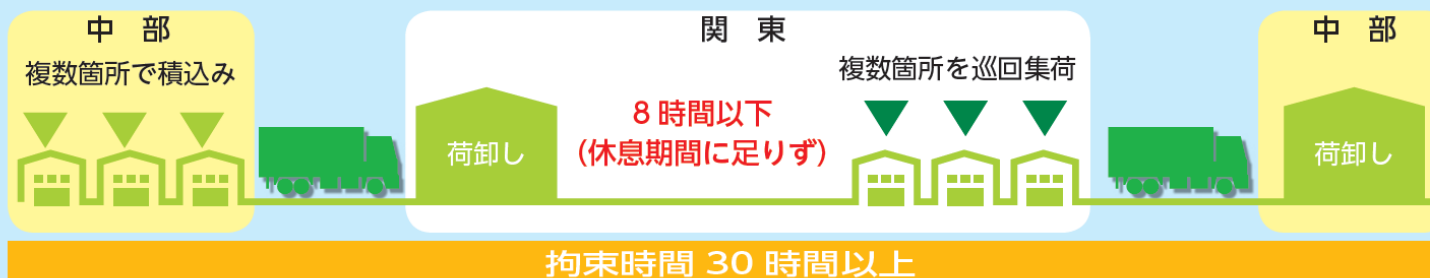 中　部
複数箇所で積込み
関　東
荷卸し
8 時間以下
（休息期間に足りず）
複数箇所を巡回集荷
中　部
荷卸し
拘束時間 30 時間以上